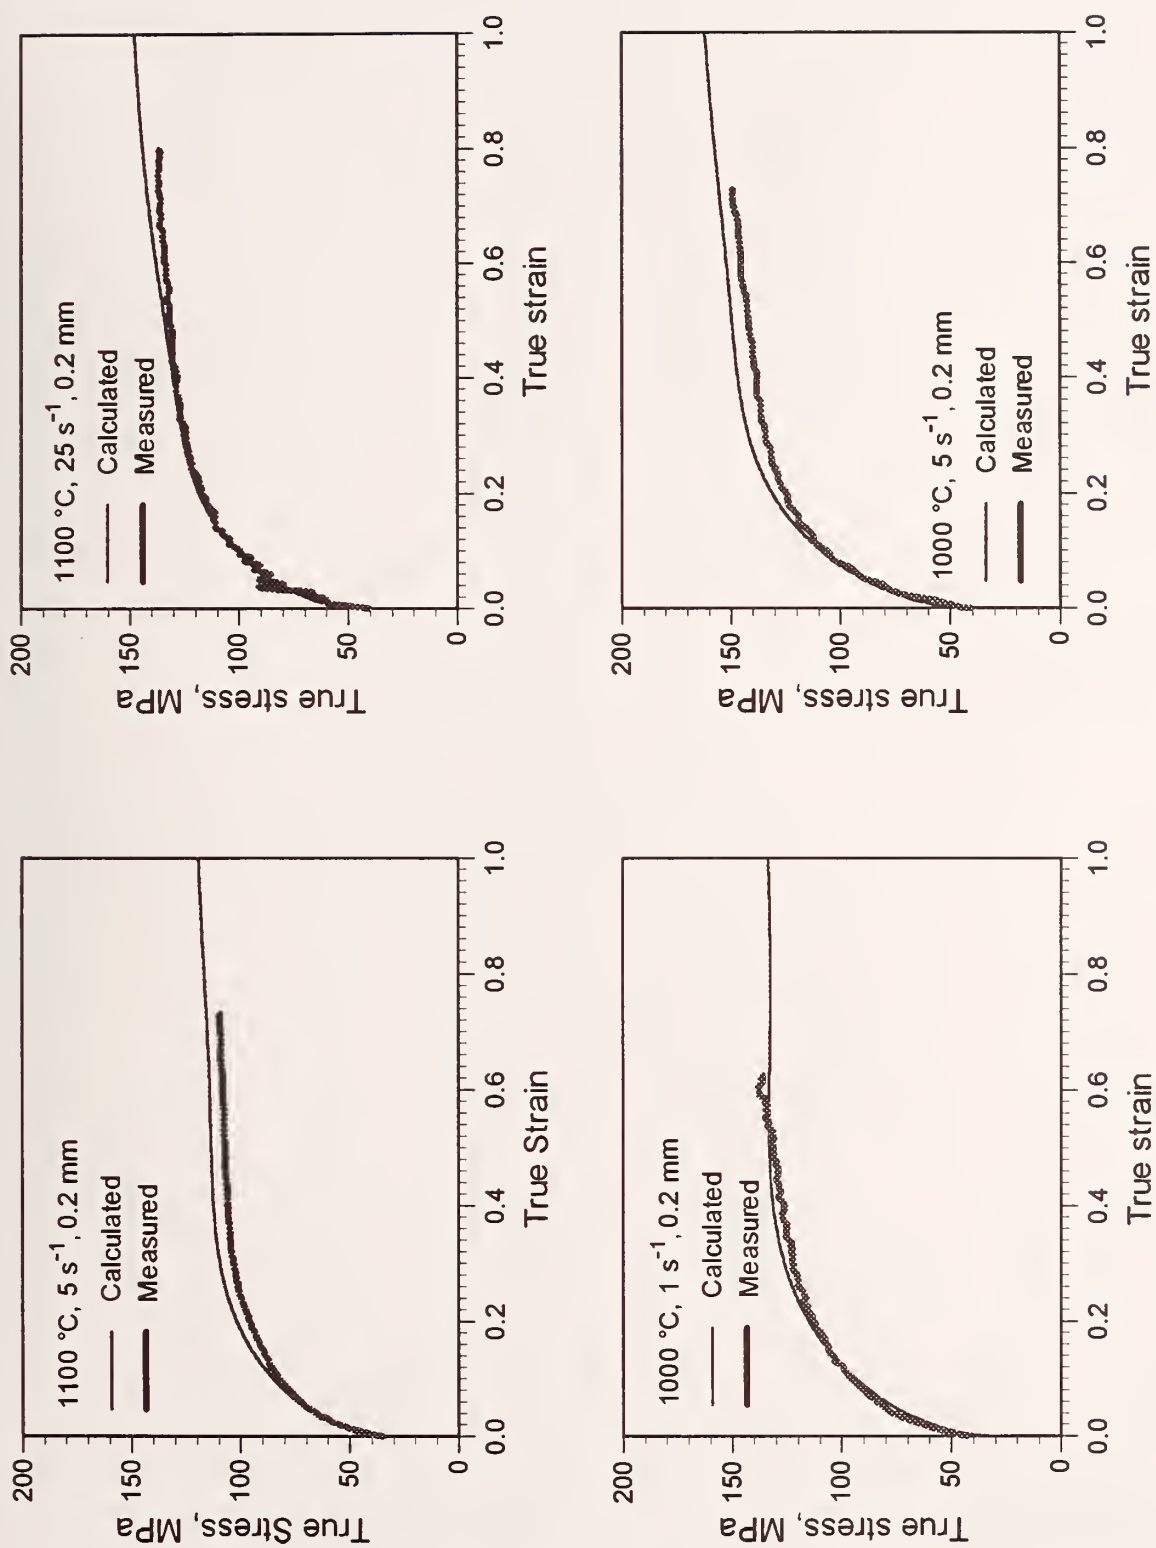 1100 °C, 5 s⁻¹, 0.2 mm
Calculated
Measured
True Stress, MPa
200
150
100
50
0
0.0 0.2 0.4 0.6 0.8 1.0
True Strain
1100 °C, 25 s⁻¹, 0.2 mm
Calculated
Measured
True stress, MPa
200
150
100
50
0
0.0 0.2 0.4 0.6 0.8 1.0
True strain
1000 °C, 1 s⁻¹, 0.2 mm
Calculated
Measured
True stress, MPa
200
150
100
50
0
0.0 0.2 0.4 0.6 0.8 1.0
True strain
1000 °C, 5 s⁻¹, 0.2 mm
Calculated
Measured
True stress, MPa
200
150
100
50
0
0.0 0.2 0.4 0.6 0.8 1.0
True strain